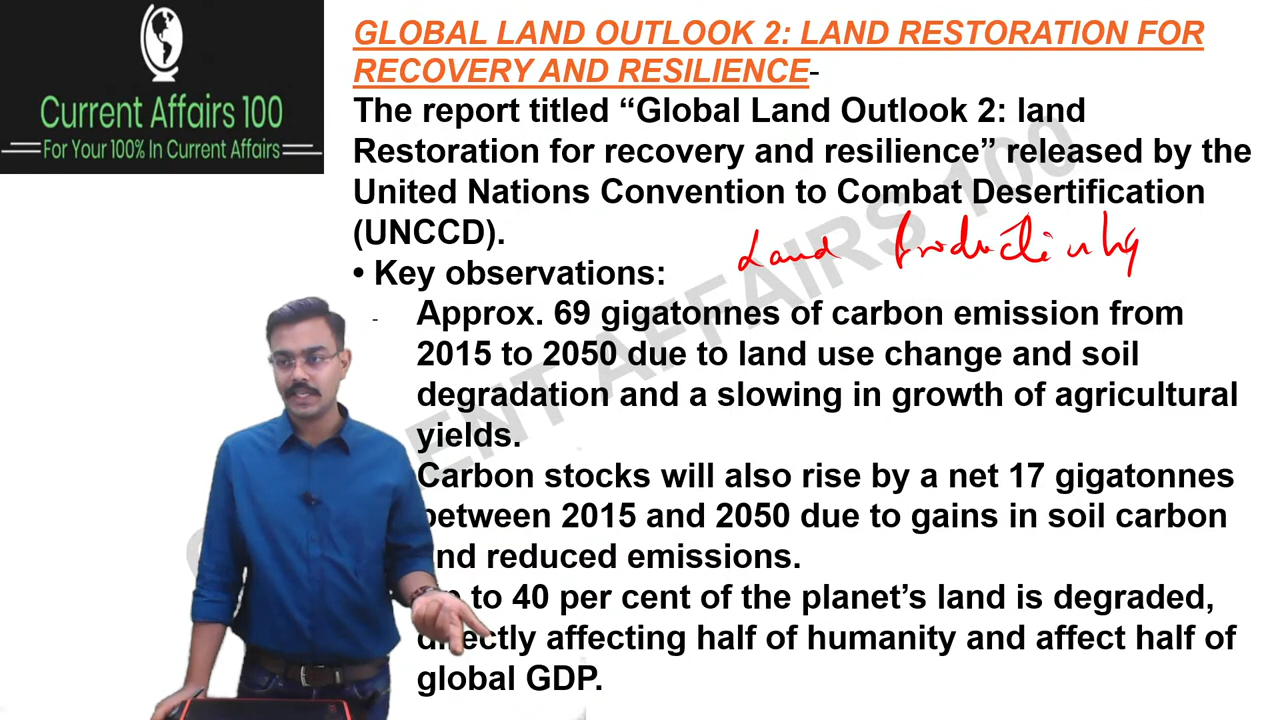 Current Affairs 100
For Your 100% In Current Affairs
GLOBAL LAND OUTLOOK 2: LAND RESTORATION FOR
RECOVERY AND RESILIENCE-
The report titled “Global Land Outlook 2: land
Restoration for recovery and resilience” released by the
United Nations Convention to Combat Desertification
(UNCCD).
Land Productivity
• Key observations:
- Approx. 69 gigatonnes of carbon emission from
2015 to 2050 due to land use change and soil
degradation and a slowing in growth of agricultural
yields.
Carbon stocks will also rise by a net 17 gigatonnes
between 2015 and 2050 due to gains in soil carbon
and reduced emissions.
to 40 per cent of the planet’s land is degraded,
directly affecting half of humanity and affect half of
global GDP.
CURRENT AFFAIRS 100